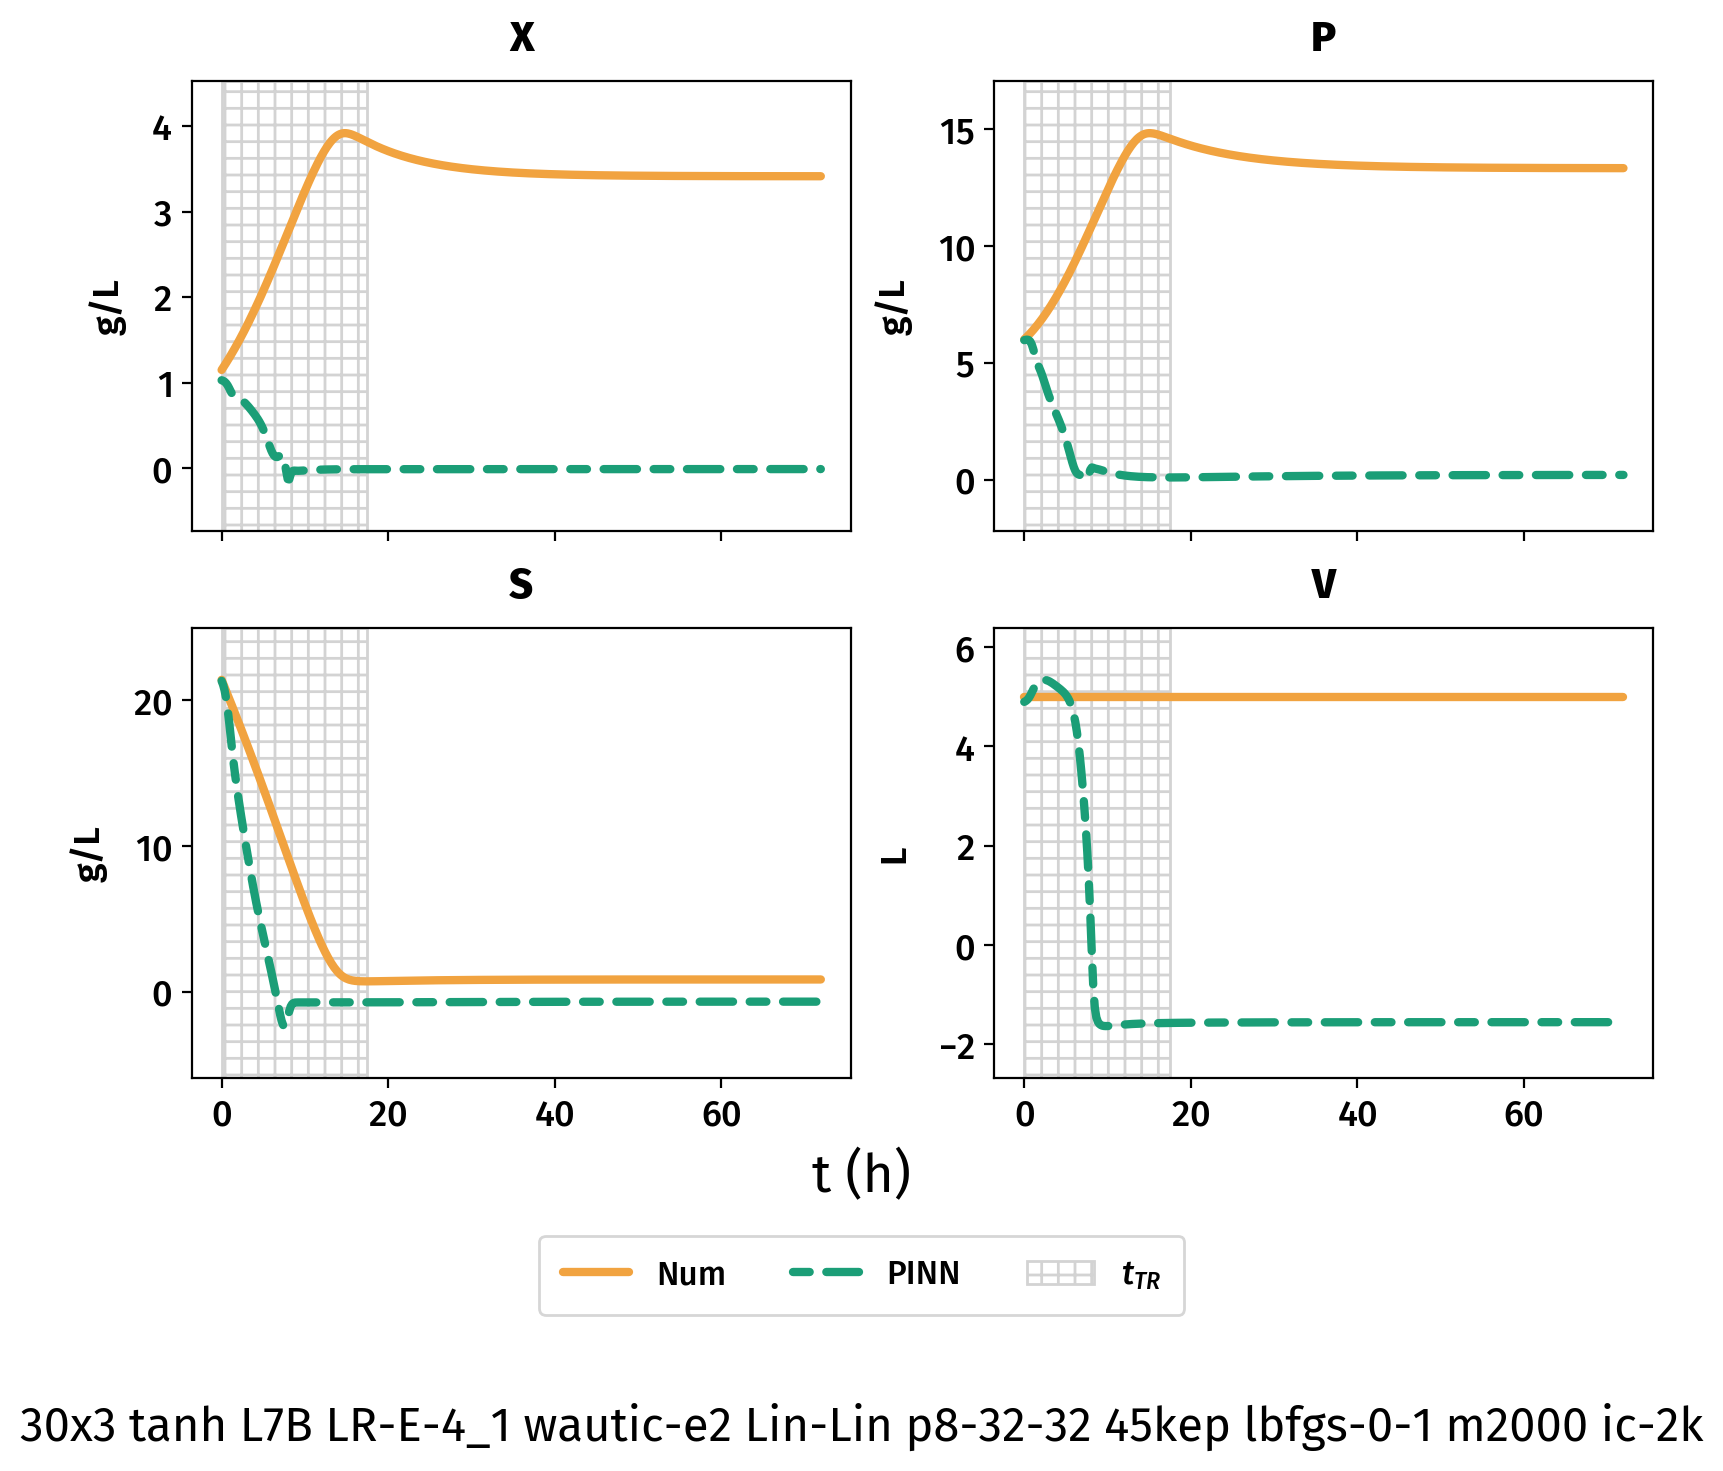 X
P
4
3
2
1
0
g/L
15
10
5
0
g/L
S
V
20
10
0
g/L
6
4
2
0
−2
L
0 20 40 60
0 20 40 60
t (h)
Num PINN tTR
30x3 tanh L7B LR-E-4_1 wautic-e2 Lin-Lin p8-32-32 45kep lbfgs-0-1 m2000 ic-2k